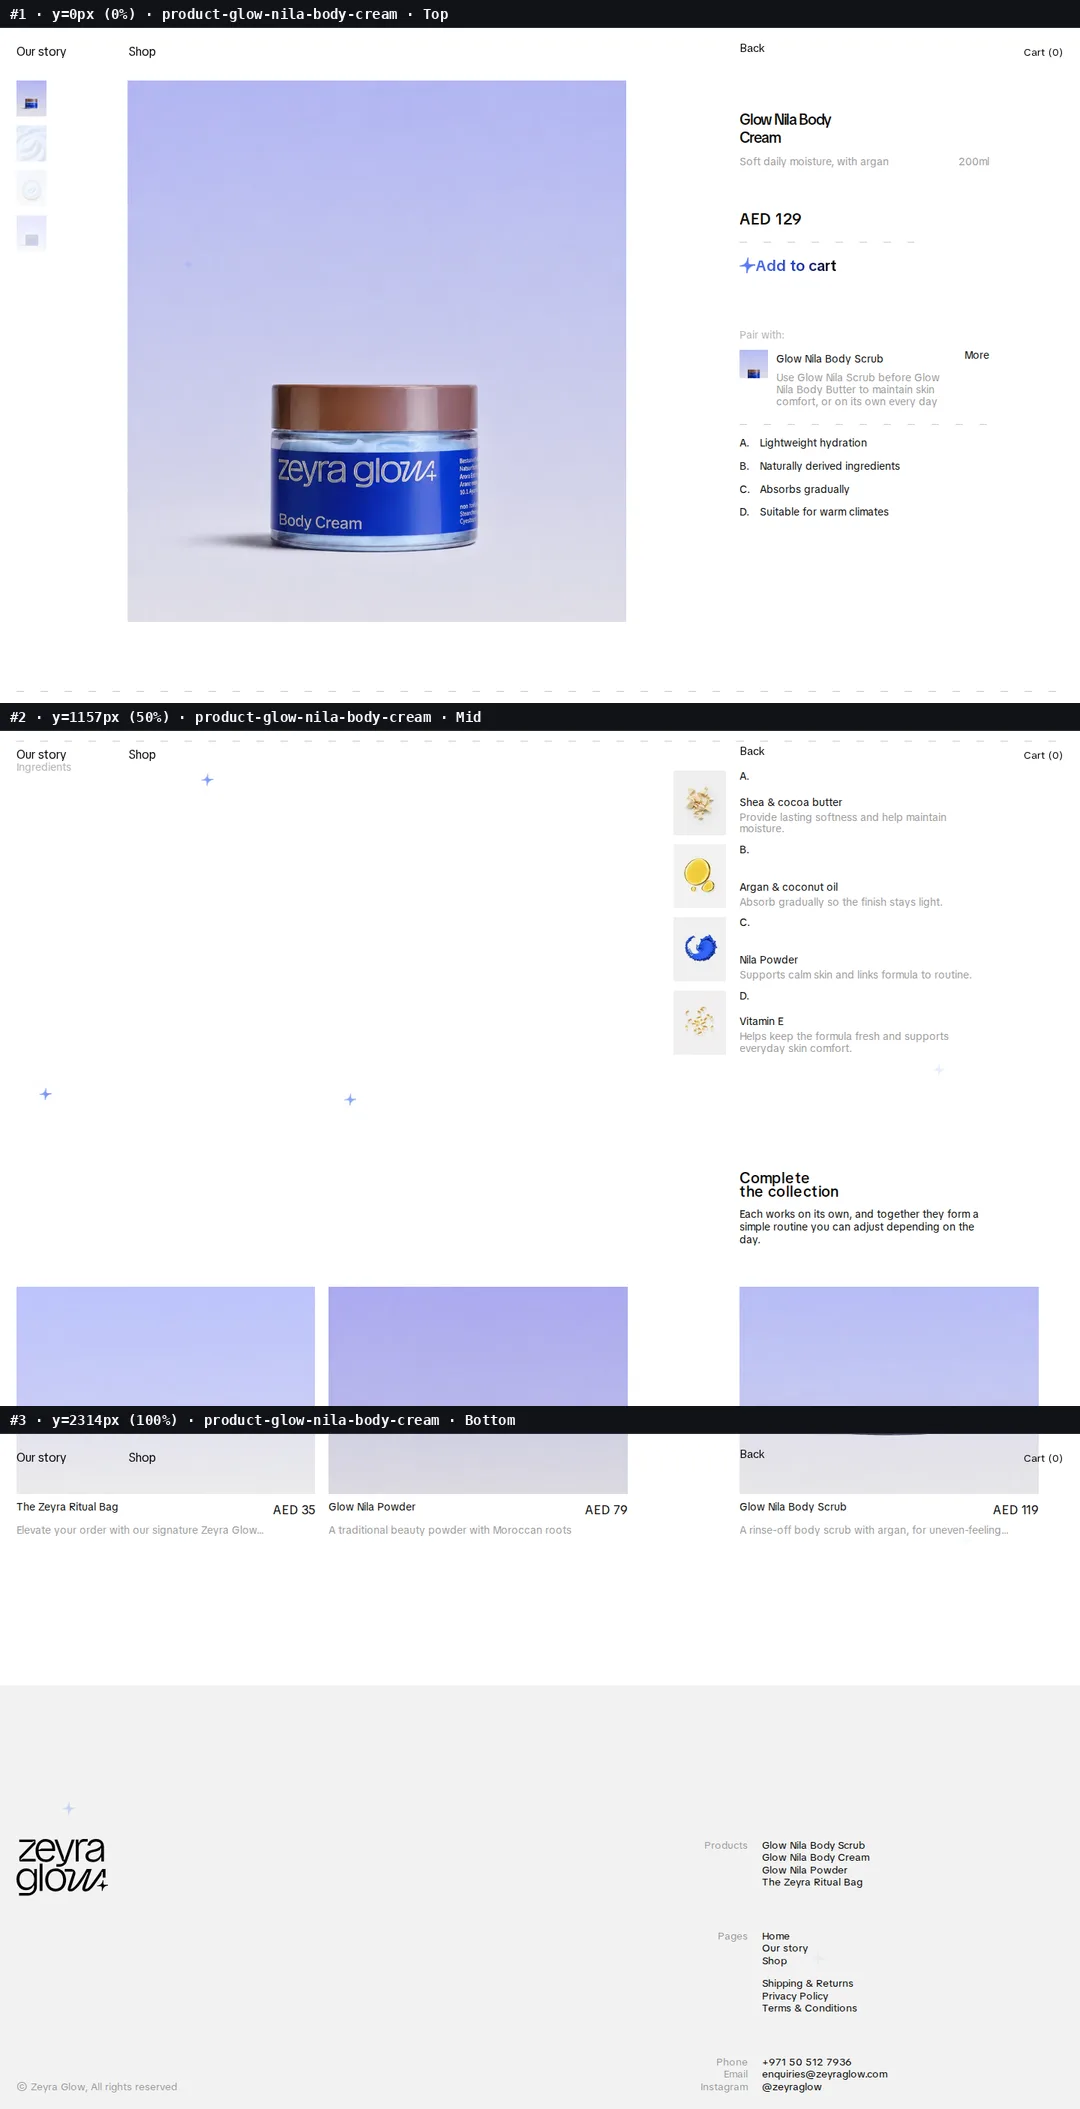 #1 · y=0px (0%) · product-glow-nila-body-cream · Top
Our story
Shop
Back
Cart (0)
Glow Nila Body
Cream
Soft daily moisture, with argan
200ml
AED 129
Add to cart
Pair with:
Glow Nila Body Scrub
More
Use Glow Nila Scrub before Glow
Nila Body Butter to maintain skin
comfort, or on its own every day
A. Lightweight hydration
B. Naturally derived ingredients
C. Absorbs gradually
D. Suitable for warm climates
zeyra glow
Body Cream
#2 · y=1157px (50%) · product-glow-nila-body-cream · Mid
Our story
Shop
Back
Cart (0)
Ingredients
A.
Shea & cocoa butter
Provide lasting softness and help maintain
moisture.
B.
Argan & coconut oil
Absorb gradually so the finish stays light.
C.
Nila Powder
Supports calm skin and links formula to routine.
D.
Vitamin E
Helps keep the formula fresh and supports
everyday skin comfort.
Complete
the collection
Each works on its own, and together they form a
simple routine you can adjust depending on the
day.
#3 · y=2314px (100%) · product-glow-nila-body-cream · Bottom
Our story
Shop
Back
Cart (0)
The Zeyra Ritual Bag
AED 35
Elevate your order with our signature Zeyra Glow...
Glow Nila Powder
AED 79
A traditional beauty powder with Moroccan roots
Glow Nila Body Scrub
AED 119
A rinse-off body scrub with argan, for uneven-feeling...
zeyra
glow
Products
Glow Nila Body Scrub
Glow Nila Body Cream
Glow Nila Powder
The Zeyra Ritual Bag
Pages
Home
Our story
Shop
Shipping & Returns
Privacy Policy
Terms & Conditions
Phone
+971 50 512 7936
Email
enquiries@zeyraglow.com
Instagram
@zeyraglow
© Zeyra Glow, All rights reserved